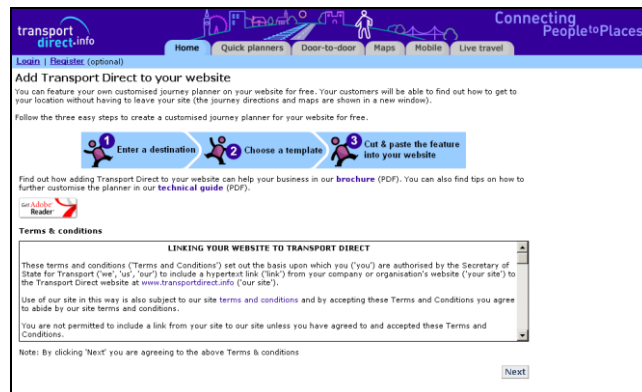 transport
direct.info
Connecting
People to Places
Home
Quick planners
Door-to-door
Maps
Mobile
Live travel
Login | Register (optional)
Add Transport Direct to your website
You can feature your own customised journey planner on your website for free. Your customers will be able to find out how to get to
your location without having to leave your site (the journey directions and maps are shown in a new window).
Follow the three easy steps to create a customised journey planner for your website for free.
1 Enter a destination
2 Choose a template
3 Cut & paste the feature
into your website
Find out how adding Transport Direct to your website can help your business in our brochure (PDF). You can also find tips on how to
further customise the planner in our technical guide (PDF).
Get Adobe
Reader
Terms & conditions
LINKING YOUR WEBSITE TO TRANSPORT DIRECT
These terms and conditions ('Terms and Conditions') set out the basis upon which you ('you') are authorised by the Secretary of
State for Transport ('we', 'us', 'our') to include a hypertext link ('link') from your company or organisation's website ('your site') to
the Transport Direct website at www.transportdirect.info ('our site').
Use of our site in this way is also subject to our site terms and conditions and by accepting these Terms and Conditions you agree
to abide by our site terms and conditions.
You are not permitted to include a link from your site to our site unless you have agreed to and accepted these Terms and
Conditions.
Note: By clicking 'Next' you are agreeing to the above Terms & conditions
Next